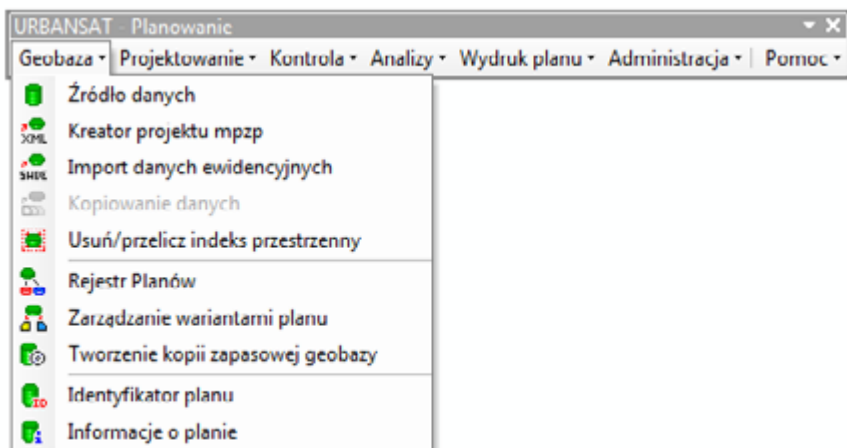 URBANSAT - Planowanie
Geobaza Projektowanie Kontrola Analizy Wydruk planu Administracja Pomoc
Źródło danych
XML Kreator projektu mpzp
Import danych ewidencyjnych
Kopiowanie danych
Usuń/przelicz indeks przestrzenny
Rejestr Planów
Zarządzanie wariantami planu
Tworzenie kopii zapasowej geobazy
ID Identyfikator planu
i Informacje o planie